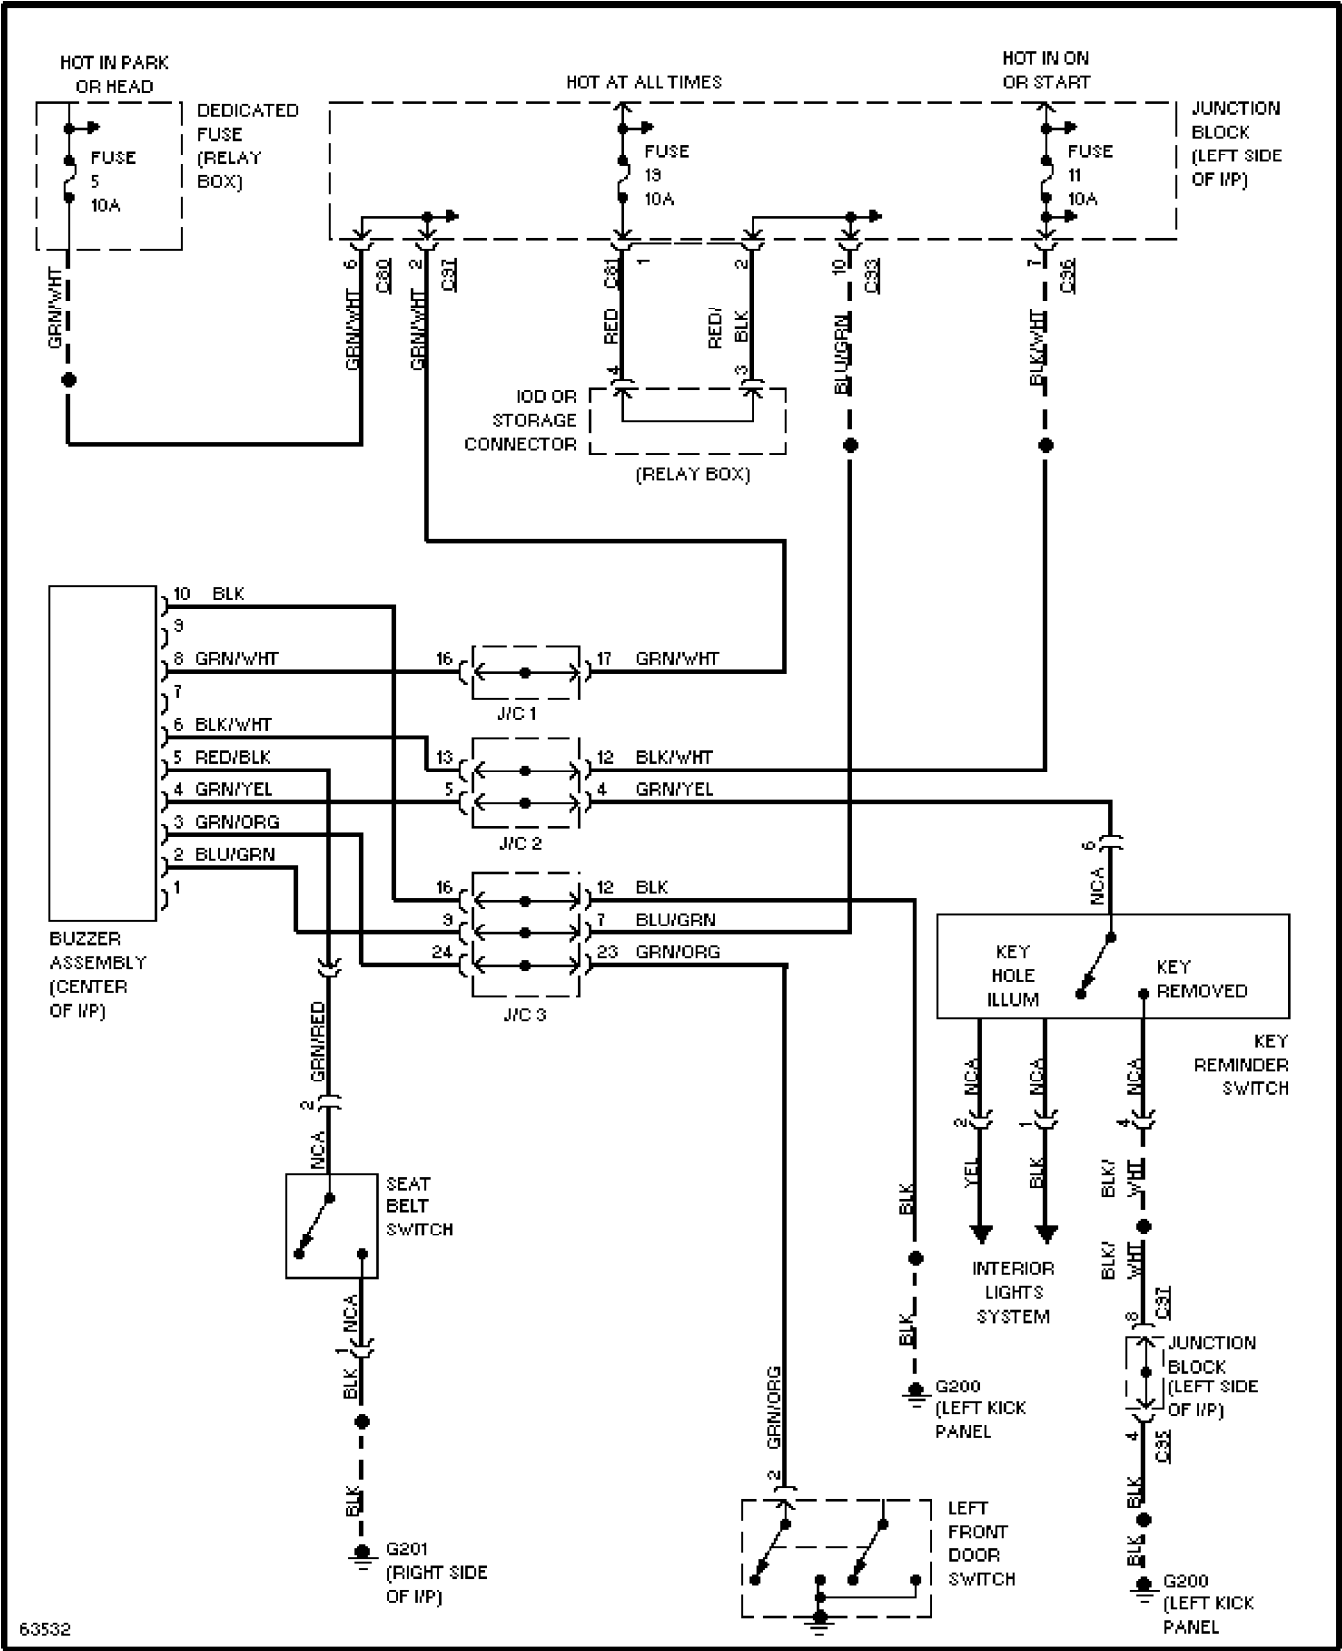 HOT IN PARK
OR HEAD
HOT AT ALL TIMES
HOT IN ON
OR START
DEDICATED
FUSE
(RELAY
BOX)
FUSE
5
10A
FUSE
19
10A
FUSE
11
10A
JUNCTION
BLOCK
(LEFT SIDE
OF I/P)
GRN/WHT
6
C80
GRN/WHT
2
C97
GRN/WHT
C81
1
RED
4
2
RED/
BLK
3
10
C93
BLU/GRN
7
C96
BLK/WHT
IOD OR
STORAGE
CONNECTOR
(RELAY BOX)
10 BLK
9
8 GRN/WHT
7
6 BLK/WHT
5 RED/BLK
4 GRN/YEL
3 GRN/ORG
2 BLU/GRN
1
BUZZER
ASSEMBLY
(CENTER
OF I/P)
16
17 GRN/WHT
J/C 1
13
12 BLK/WHT
5
4 GRN/YEL
J/C 2
16
12 BLK
9
7 BLU/GRN
24
23 GRN/ORG
J/C 3
6
NCA
KEY
HOLE
ILLUM
KEY
REMOVED
KEY
REMINDER
SWITCH
NCA
2
YEL
NCA
1
BLK
NCA
4
BLK/
WHT
BLK/
WHT
INTERIOR
LIGHTS
SYSTEM
8
C97
JUNCTION
BLOCK
(LEFT SIDE
OF I/P)
4
C95
BLK
BLK
G200
(LEFT KICK
PANEL
GRN/RED
2
NCA
SEAT
BELT
SWITCH
NCA
1
BLK
BLK
G201
(RIGHT SIDE
OF I/P)
BLK
BLK
G200
(LEFT KICK
PANEL
GRN/ORG
2
LEFT
FRONT
DOOR
SWITCH
63532